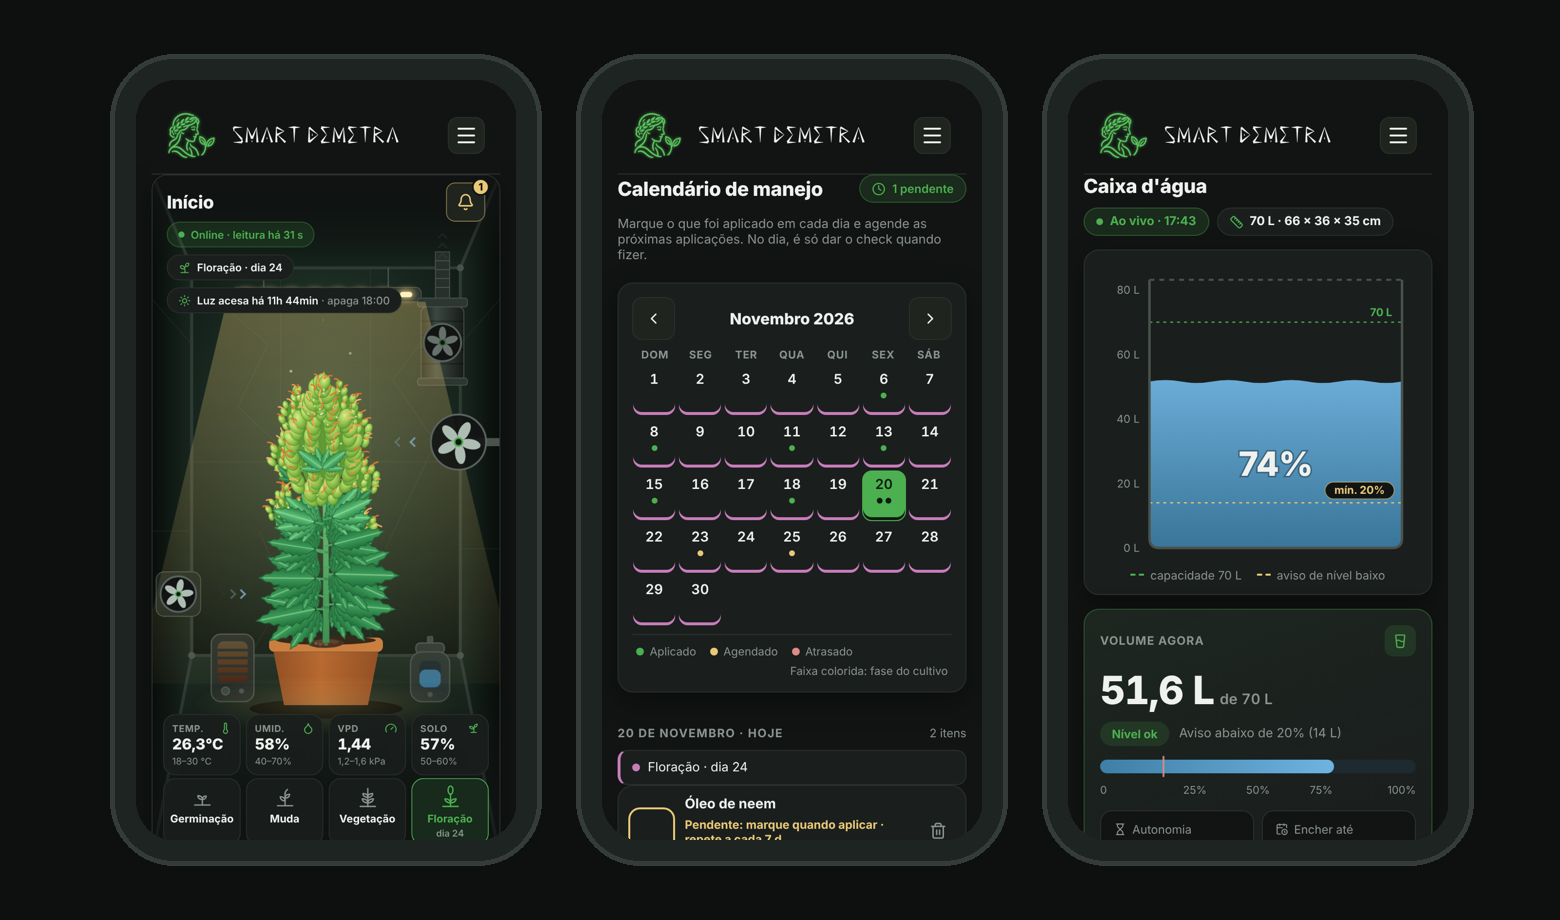 SMART DEMETRA
Início
1
Online · leitura há 31 s
Floração · dia 24
Luz acesa há 11h 44min · apaga 18:00
TEMP.
26,3°C
18–30 °C
UMID.
58%
40–70%
VPD
1,44
1,2–1,6 kPa
SOLO
57%
50–60%
Germinação
Muda
Vegetação
Floração
dia 24
SMART DEMETRA
Calendário de manejo
1 pendente
Marque o que foi aplicado em cada dia e agende as
próximas aplicações. No dia, é só dar o check quando
fizer.
Novembro 2026
DOM SEG TER QUA QUI SEX SÁB
1 2 3 4 5 6 7
8 9 10 11 12 13 14
15 16 17 18 19 20 21
22 23 24 25 26 27 28
29 30
Aplicado Agendado Atrasado
Faixa colorida: fase do cultivo
20 DE NOVEMBRO · HOJE
2 itens
Floração · dia 24
Óleo de neem
Pendente: marque quando aplicar ·
repete a cada 7 d
SMART DEMETRA
Caixa d'água
Ao vivo · 17:43
70 L · 66 × 36 × 35 cm
80 L
70 L
60 L
40 L
74%
20 L
mín. 20%
0 L
capacidade 70 L
aviso de nível baixo
VOLUME AGORA
51,6 L de 70 L
Nível ok
Aviso abaixo de 20% (14 L)
0 25% 50% 75% 100%
Autonomia
Encher até